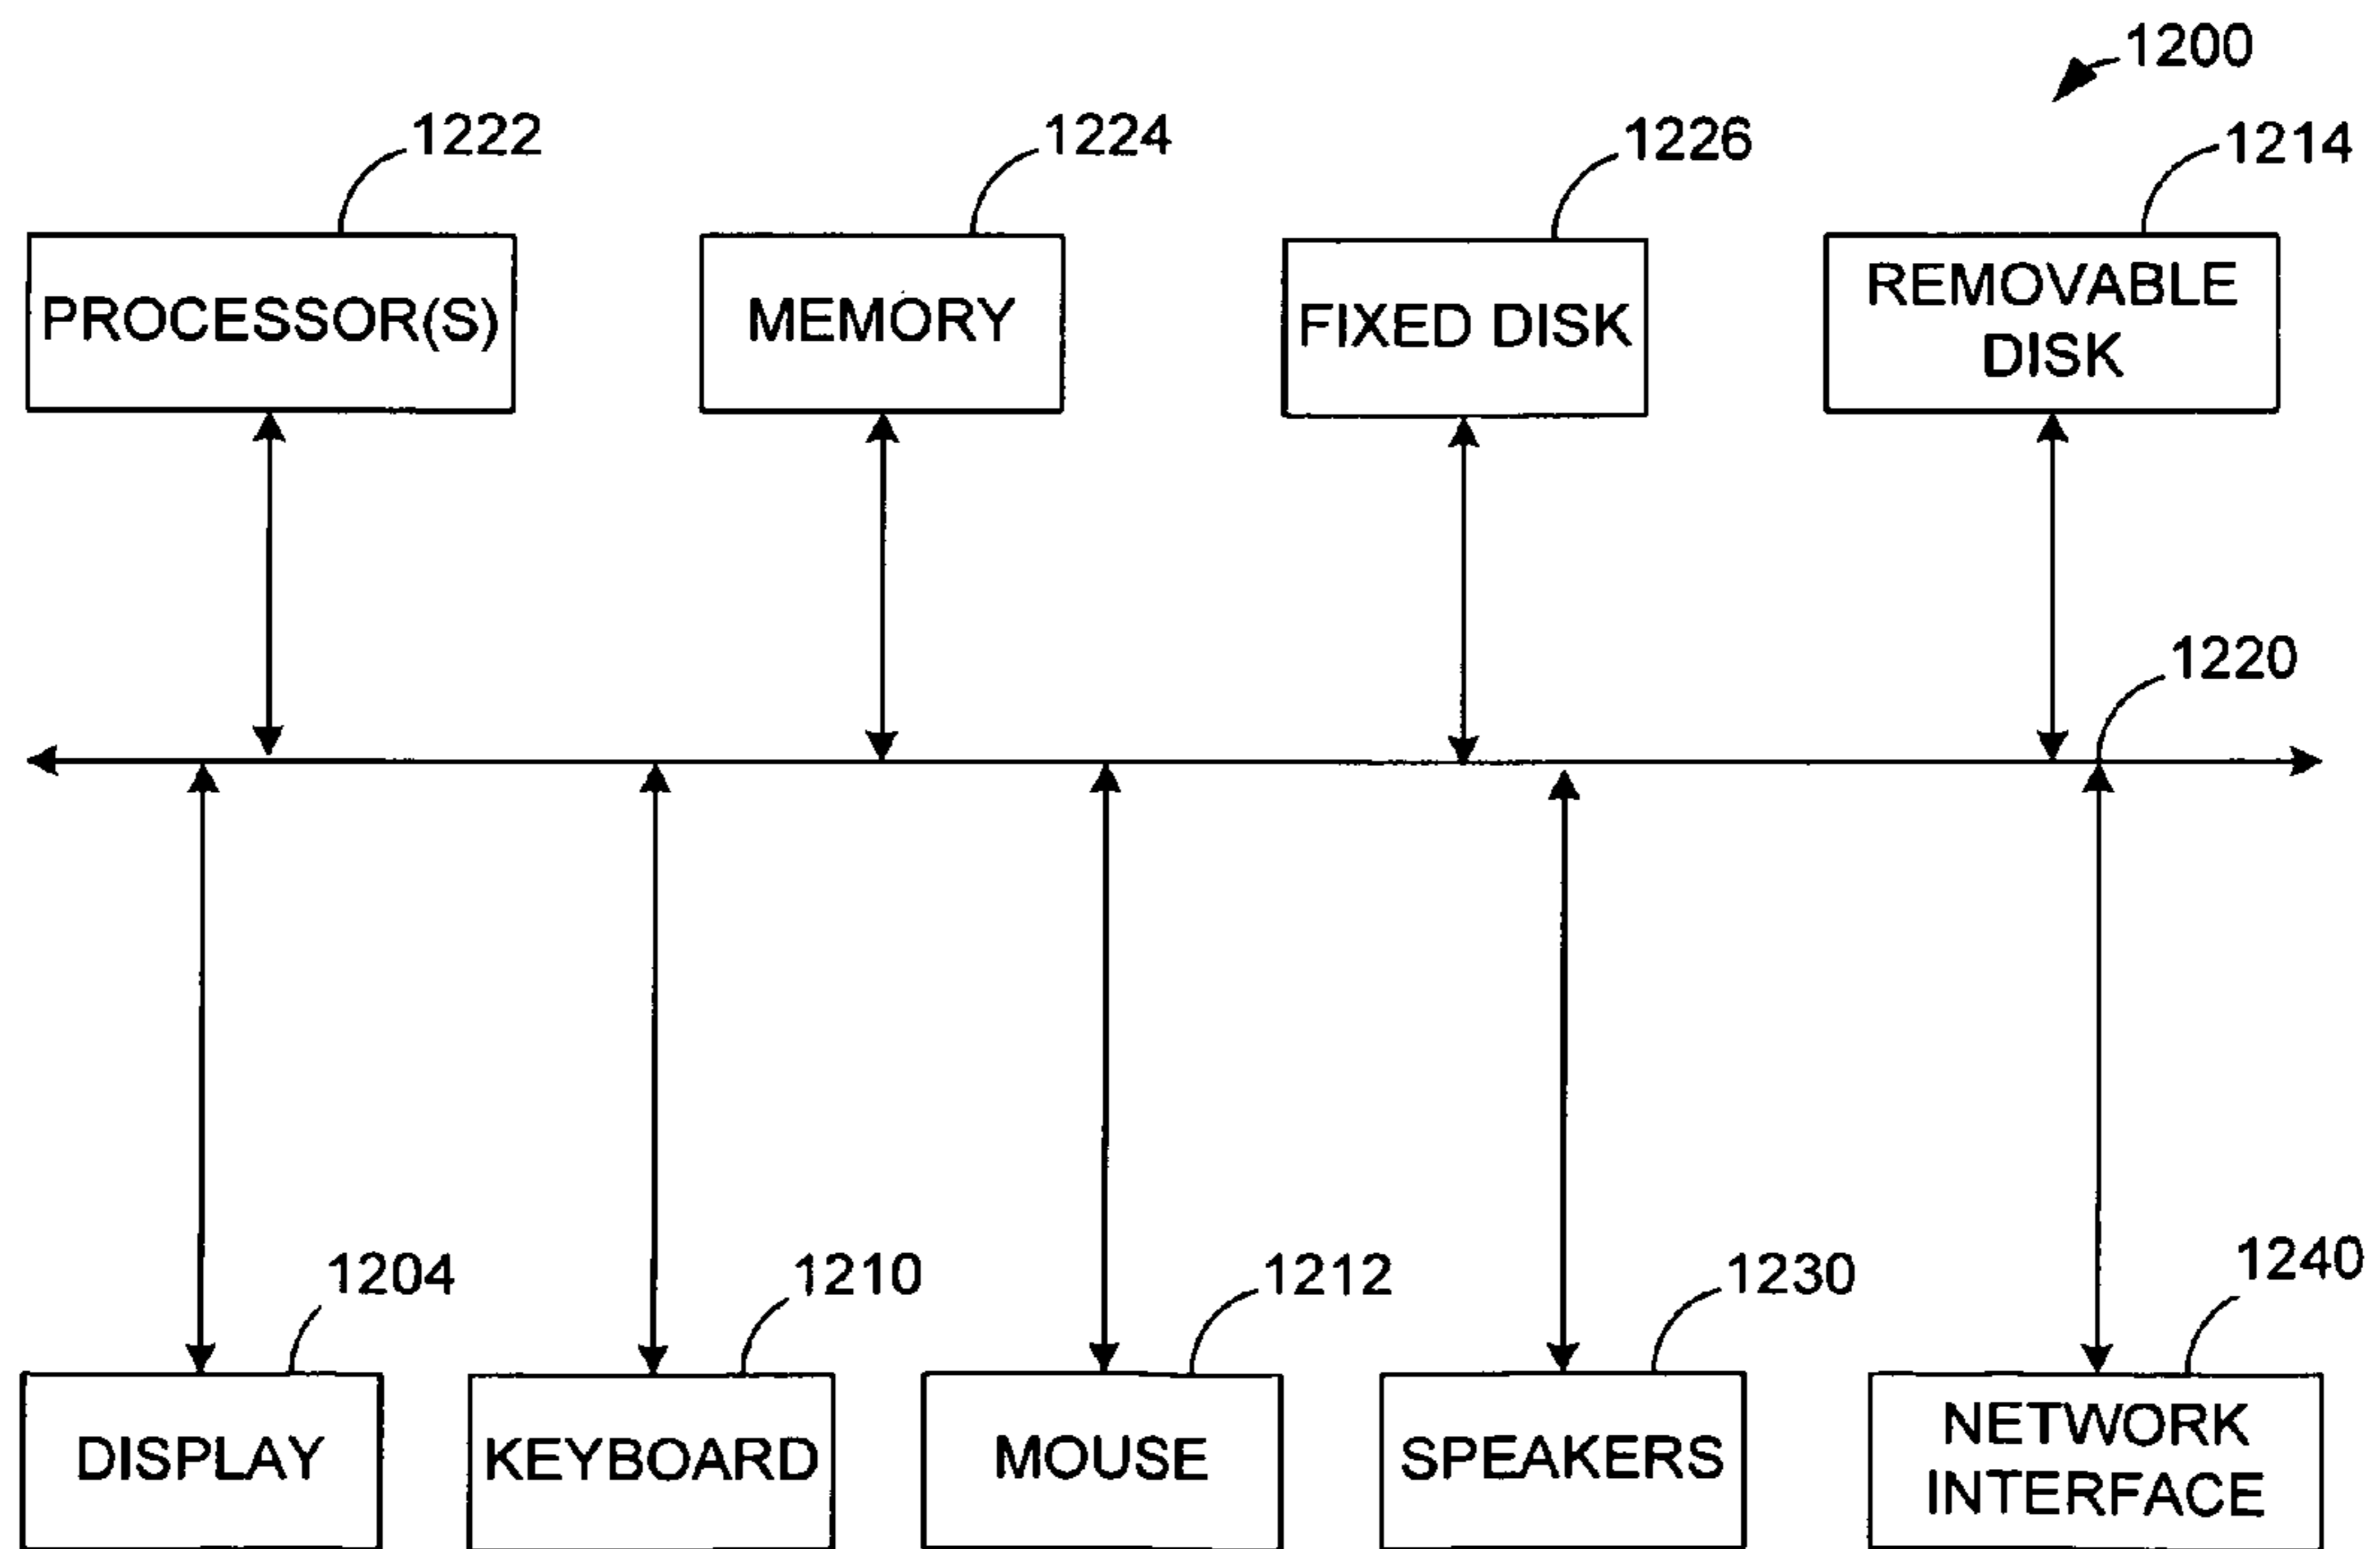 1200
1222
1224
1226
1214
PROCESSOR(S)
MEMORY
FIXED DISK
REMOVABLE
DISK
1220
1204
1210
1212
1230
1240
DISPLAY
KEYBOARD
MOUSE
SPEAKERS
NETWORK
INTERFACE